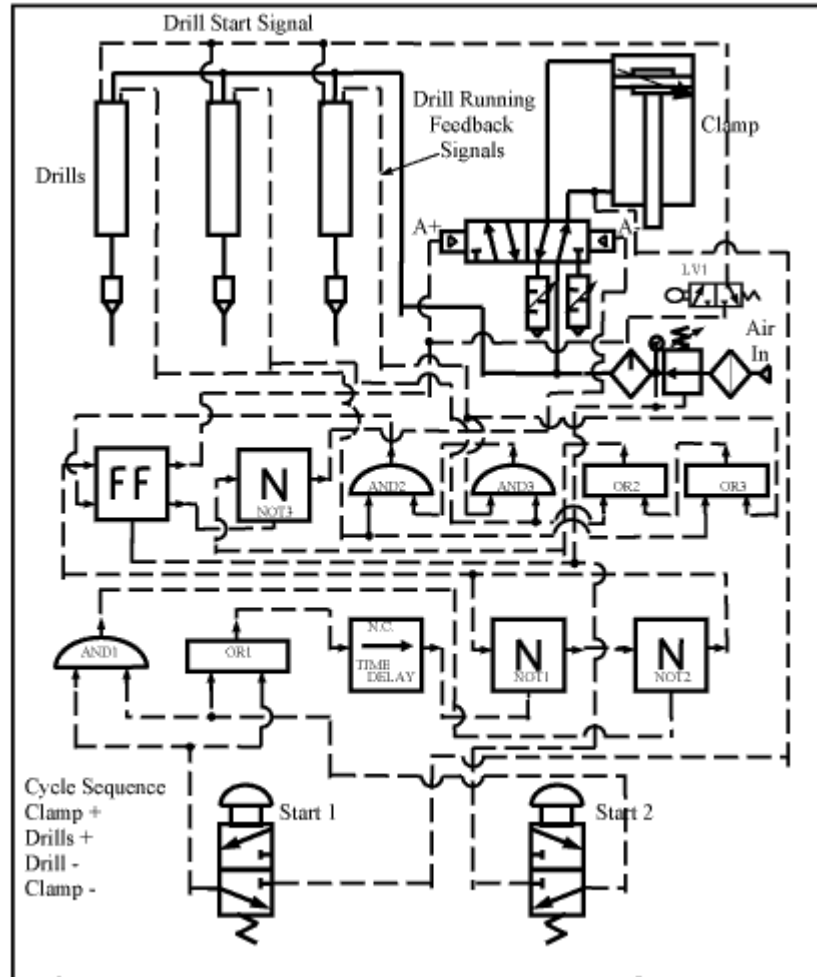 Drill Start Signal
Drill Running
Feedback
Signals
Clamp
Drills
A+
A-
LV1
Air
In
FF
N
NOT3
AND2
AND3
OR2
OR3
AND1
OR1
N.C.
TIME
DELAY
N
NOT1
N
NOT2
Cycle Sequence
Clamp +
Drills +
Drill -
Clamp -
Start 1
Start 2